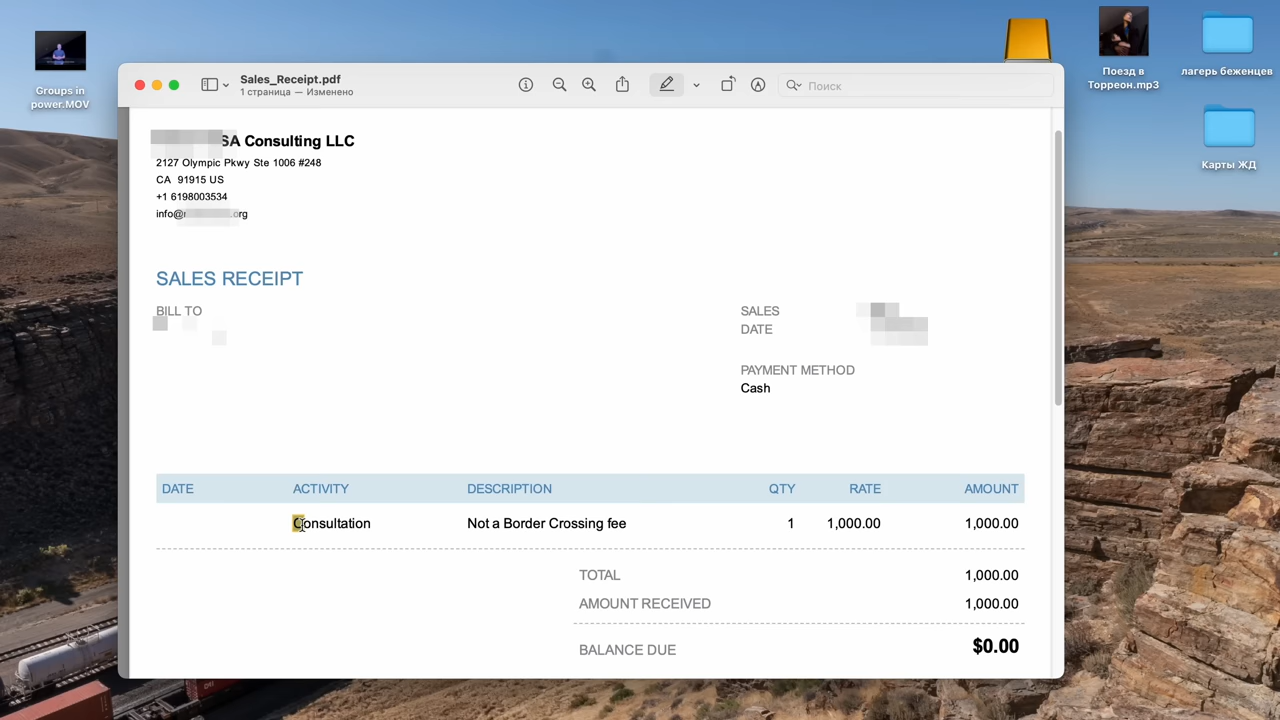 Groups in
power.MOV
Sales_Receipt.pdf
1 страница — Изменено
Поиск
Поезд в
Торреон.mp3
лагерь беженцев
Карты ЖД
SA Consulting LLC
2127 Olympic Pkwy Ste 1006 #248
CA 91915 US
+1 6198003534
info@ .org
SALES RECEIPT
BILL TO
SALES
DATE
PAYMENT METHOD
Cash
DATE ACTIVITY DESCRIPTION QTY RATE AMOUNT
Consultation Not a Border Crossing fee 1 1,000.00 1,000.00
TOTAL 1,000.00
AMOUNT RECEIVED 1,000.00
BALANCE DUE $0.00